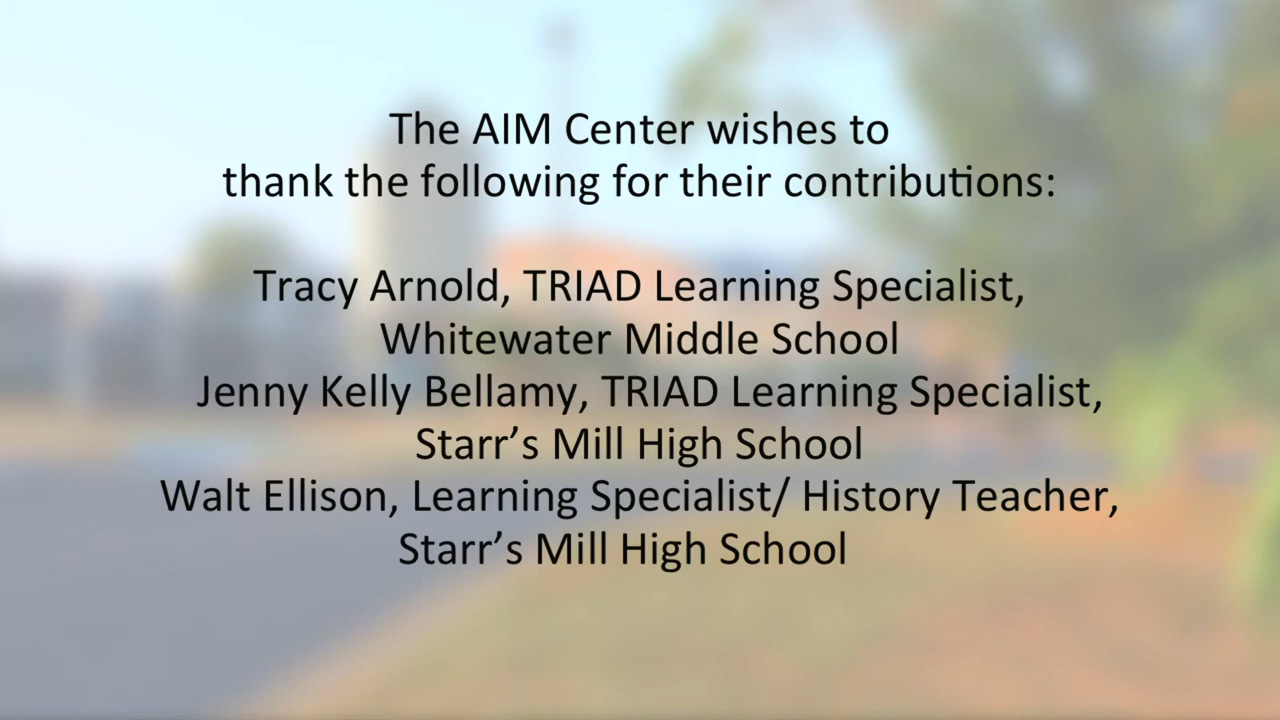 The AIM Center wishes to
thank the following for their contributions:
Tracy Arnold, TRIAD Learning Specialist,
Whitewater Middle School
Jenny Kelly Bellamy, TRIAD Learning Specialist,
Starr’s Mill High School
Walt Ellison, Learning Specialist/ History Teacher,
Starr’s Mill High School